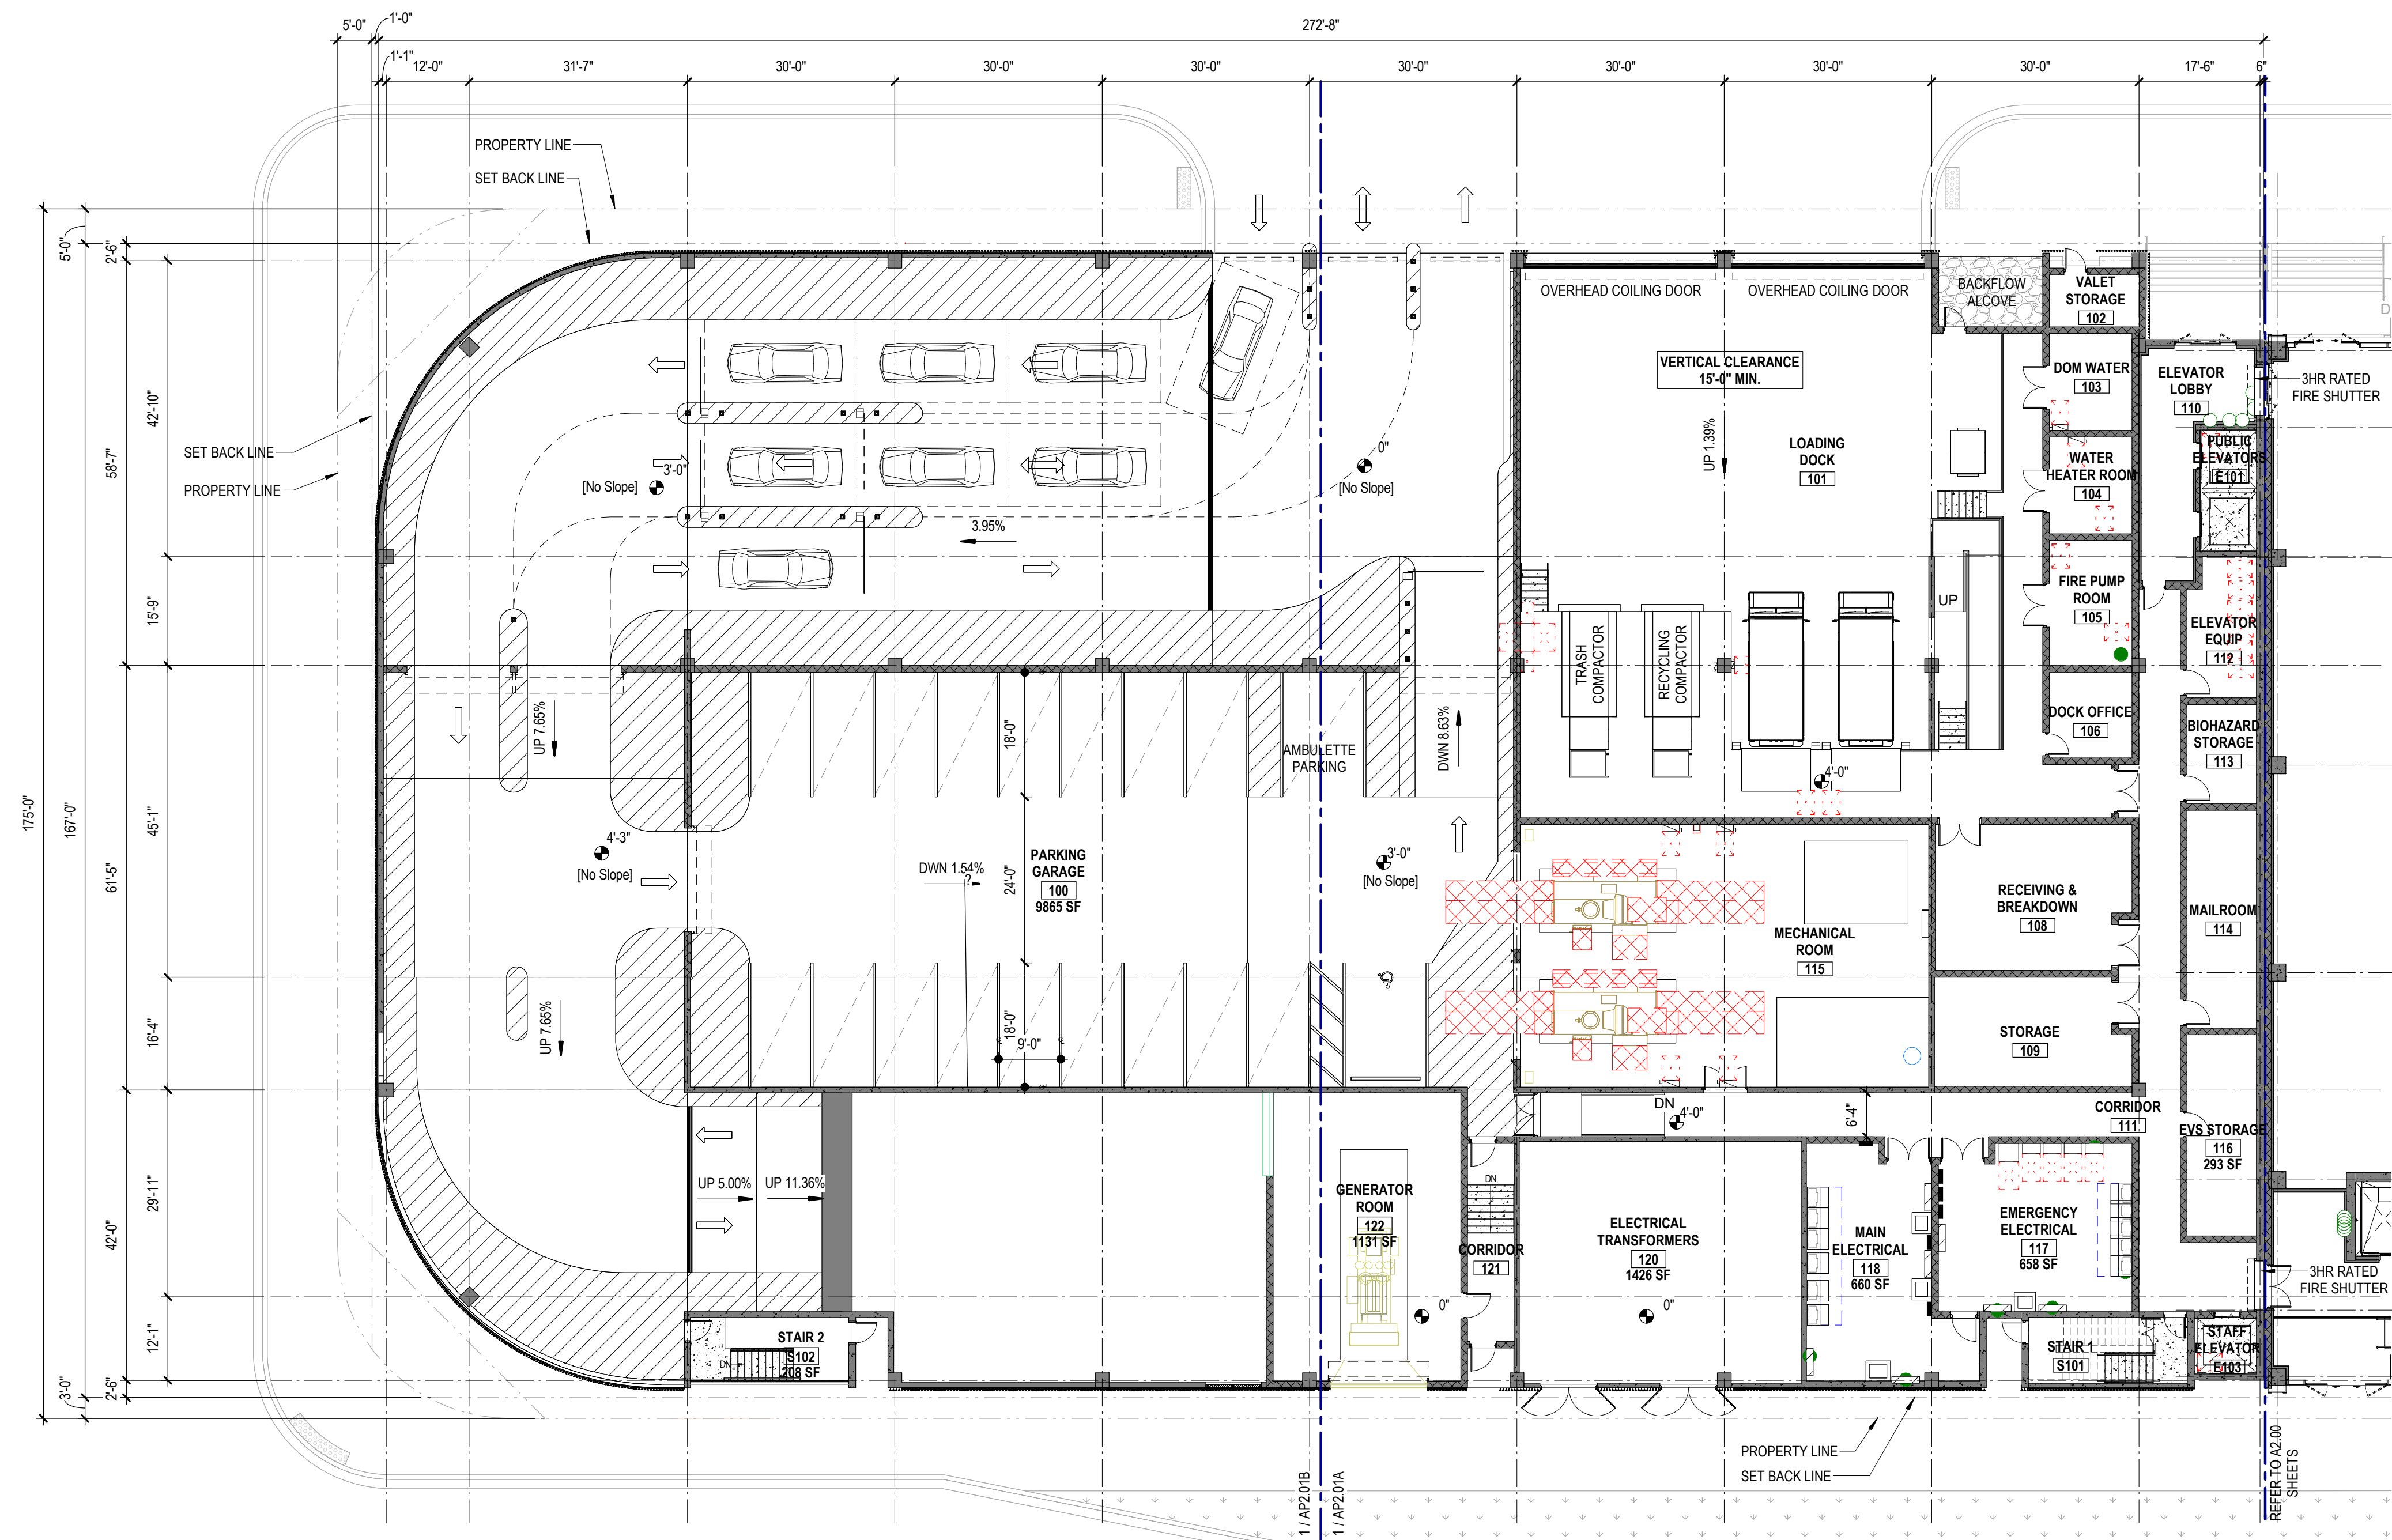 272'-8"
5'-0"
1'-0"
1'-1"
12'-0"
31'-7"
30'-0"
30'-0"
30'-0"
30'-0"
30'-0"
30'-0"
30'-0"
17'-6"
6"
PROPERTY LINE
SET BACK LINE
SET BACK LINE
PROPERTY LINE
175'-0"
5'-0"
167'-0"
3'-0"
2'-6"
58'-7"
61'-5"
42'-0"
2'-6"
42'-10"
15'-9"
45'-1"
16'-4"
29'-11"
12'-1"
3'-0"
[No Slope]
0"
[No Slope]
3.95%
UP 7.65%
4'-3"
[No Slope]
UP 7.65%
DWN 1.54%
?
PARKING
GARAGE
100
9865 SF
18'-0"
24'-0"
18'-0"
9'-0"
AMBULETTE
PARKING
DWN 8.63%
3'-0"
[No Slope]
UP 5.00%
UP 11.36%
STAIR 2
S102
208 SF
DN
OVERHEAD COILING DOOR
OVERHEAD COILING DOOR
VERTICAL CLEARANCE
15'-0" MIN.
UP 1.39%
LOADING
DOCK
101
TRASH
COMPACTOR
RECYCLING
COMPACTOR
UP
4'-0"
BACKFLOW
ALCOVE
VALET
STORAGE
102
DOM WATER
103
WATER
HEATER ROOM
104
FIRE PUMP
ROOM
105
DOCK OFFICE
106
ELEVATOR
LOBBY
110
3HR RATED
FIRE SHUTTER
D
PUBLIC
ELEVATORS
E101
ELEVATOR
EQUIP
112
BIOHAZARD
STORAGE
113
MAILROOM
114
RECEIVING &
BREAKDOWN
108
STORAGE
109
MECHANICAL
ROOM
115
DN
4'-0"
6'-4"
CORRIDOR
111
EVS STORAGE
116
293 SF
GENERATOR
ROOM
122
1131 SF
0"
DN
CORRIDOR
121
ELECTRICAL
TRANSFORMERS
120
1426 SF
0"
MAIN
ELECTRICAL
118
660 SF
EMERGENCY
ELECTRICAL
117
658 SF
STAIR 1
S101
STAFF
ELEVATOR
E103
3HR RATED
FIRE SHUTTER
PROPERTY LINE
SET BACK LINE
1 / AP2.01B
1 / AP2.01A
REFER TO A2.00
SHEETS